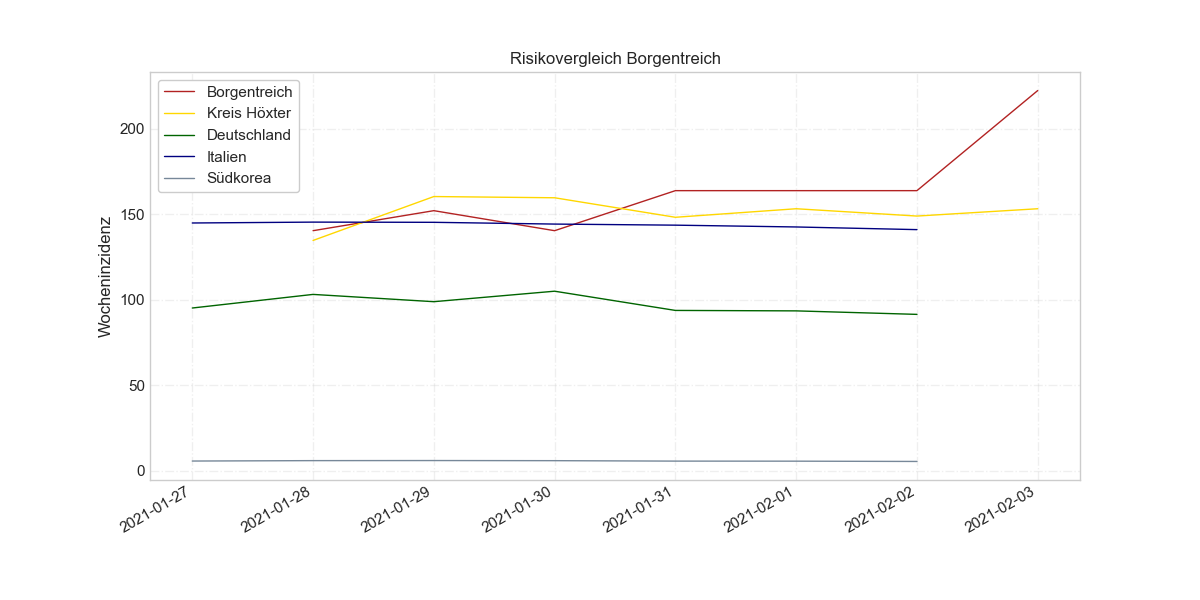 Risikovergleich Borgentreich
Borgentreich
Kreis Höxter
Deutschland
Italien
Südkorea
Wocheninzidenz
200
150
100
50
0
2021-01-27
2021-01-28
2021-01-29
2021-01-30
2021-01-31
2021-02-01
2021-02-02
2021-02-03